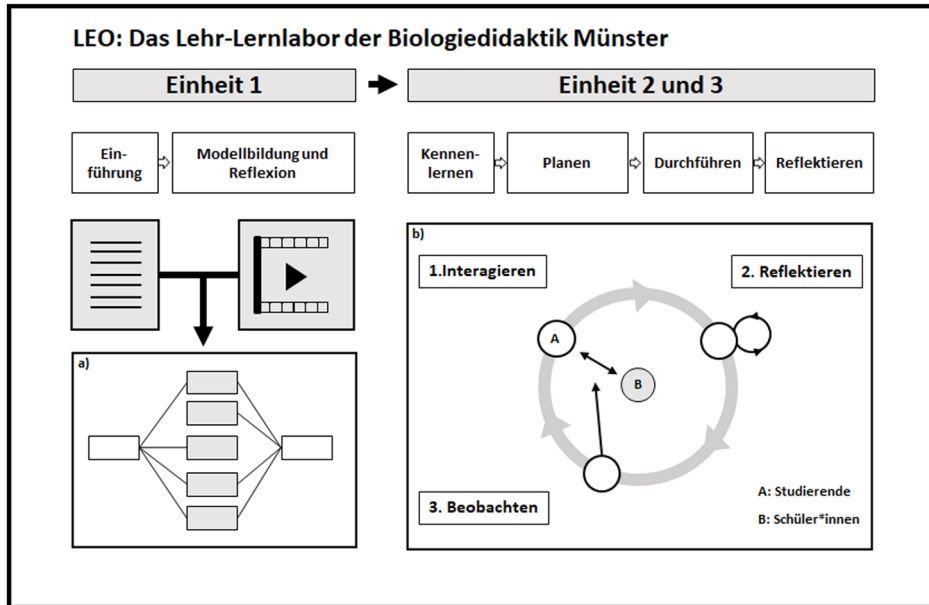 LEO: Das Lehr-Lernlabor der Biologiedidaktik Münster
Einheit 1
Einheit 2 und 3
Ein-
führung
Modellbildung und
Reflexion
Kennen-
lernen
Planen
Durchführen
Reflektieren
a)
b)
1.Interagieren
2. Reflektieren
A
B
3. Beobachten
A: Studierende
B: Schüler*innen